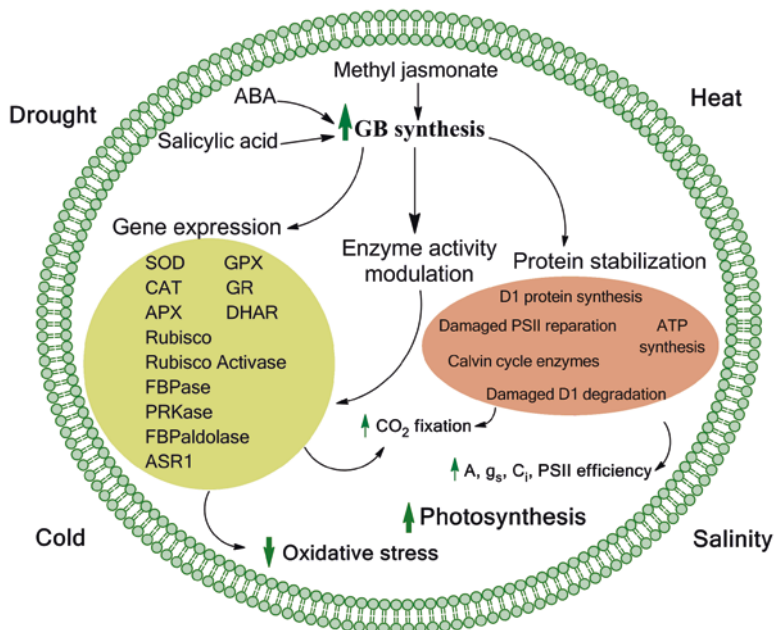 Methyl jasmonate
Drought
Heat
ABA
Salicylic acid
GB synthesis
Gene expression
Enzyme activity
modulation
Protein stabilization
SOD GPX
CAT GR
APX DHAR
Rubisco
Rubisco Activase
FBPase
PRKase
FBPaldolase
ASR1
D1 protein synthesis
Damaged PSII reparation
ATP
synthesis
Calvin cycle enzymes
Damaged D1 degradation
CO₂ fixation
A, gₛ, Cᵢ, PSII efficiency
Photosynthesis
Cold
Salinity
Oxidative stress